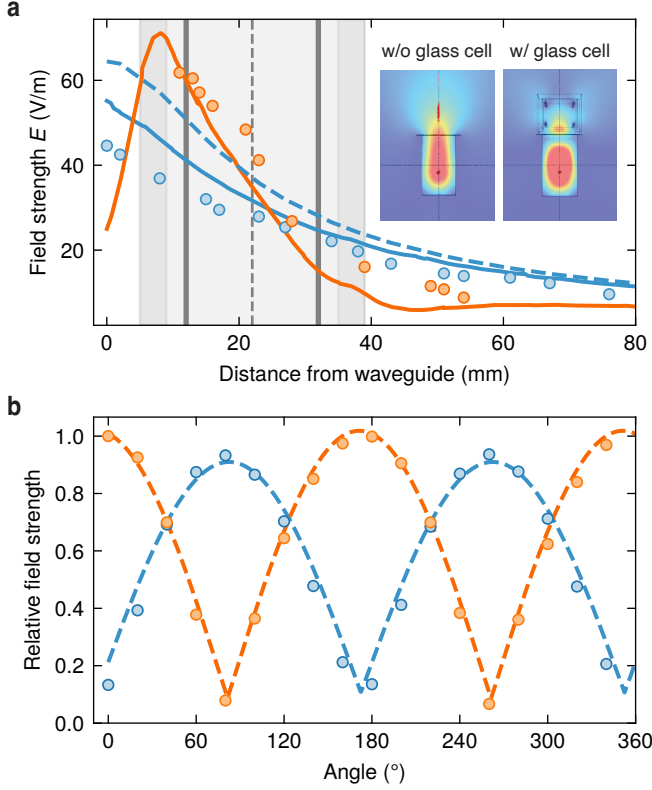 a
w/o glass cell w/ glass cell
Field strength E (V/m)
60
40
20
0 20 40 60 80
Distance from waveguide (mm)
b
Relative field strength
1.0
0.8
0.6
0.4
0.2
0.0
0 60 120 180 240 300 360
Angle (°)